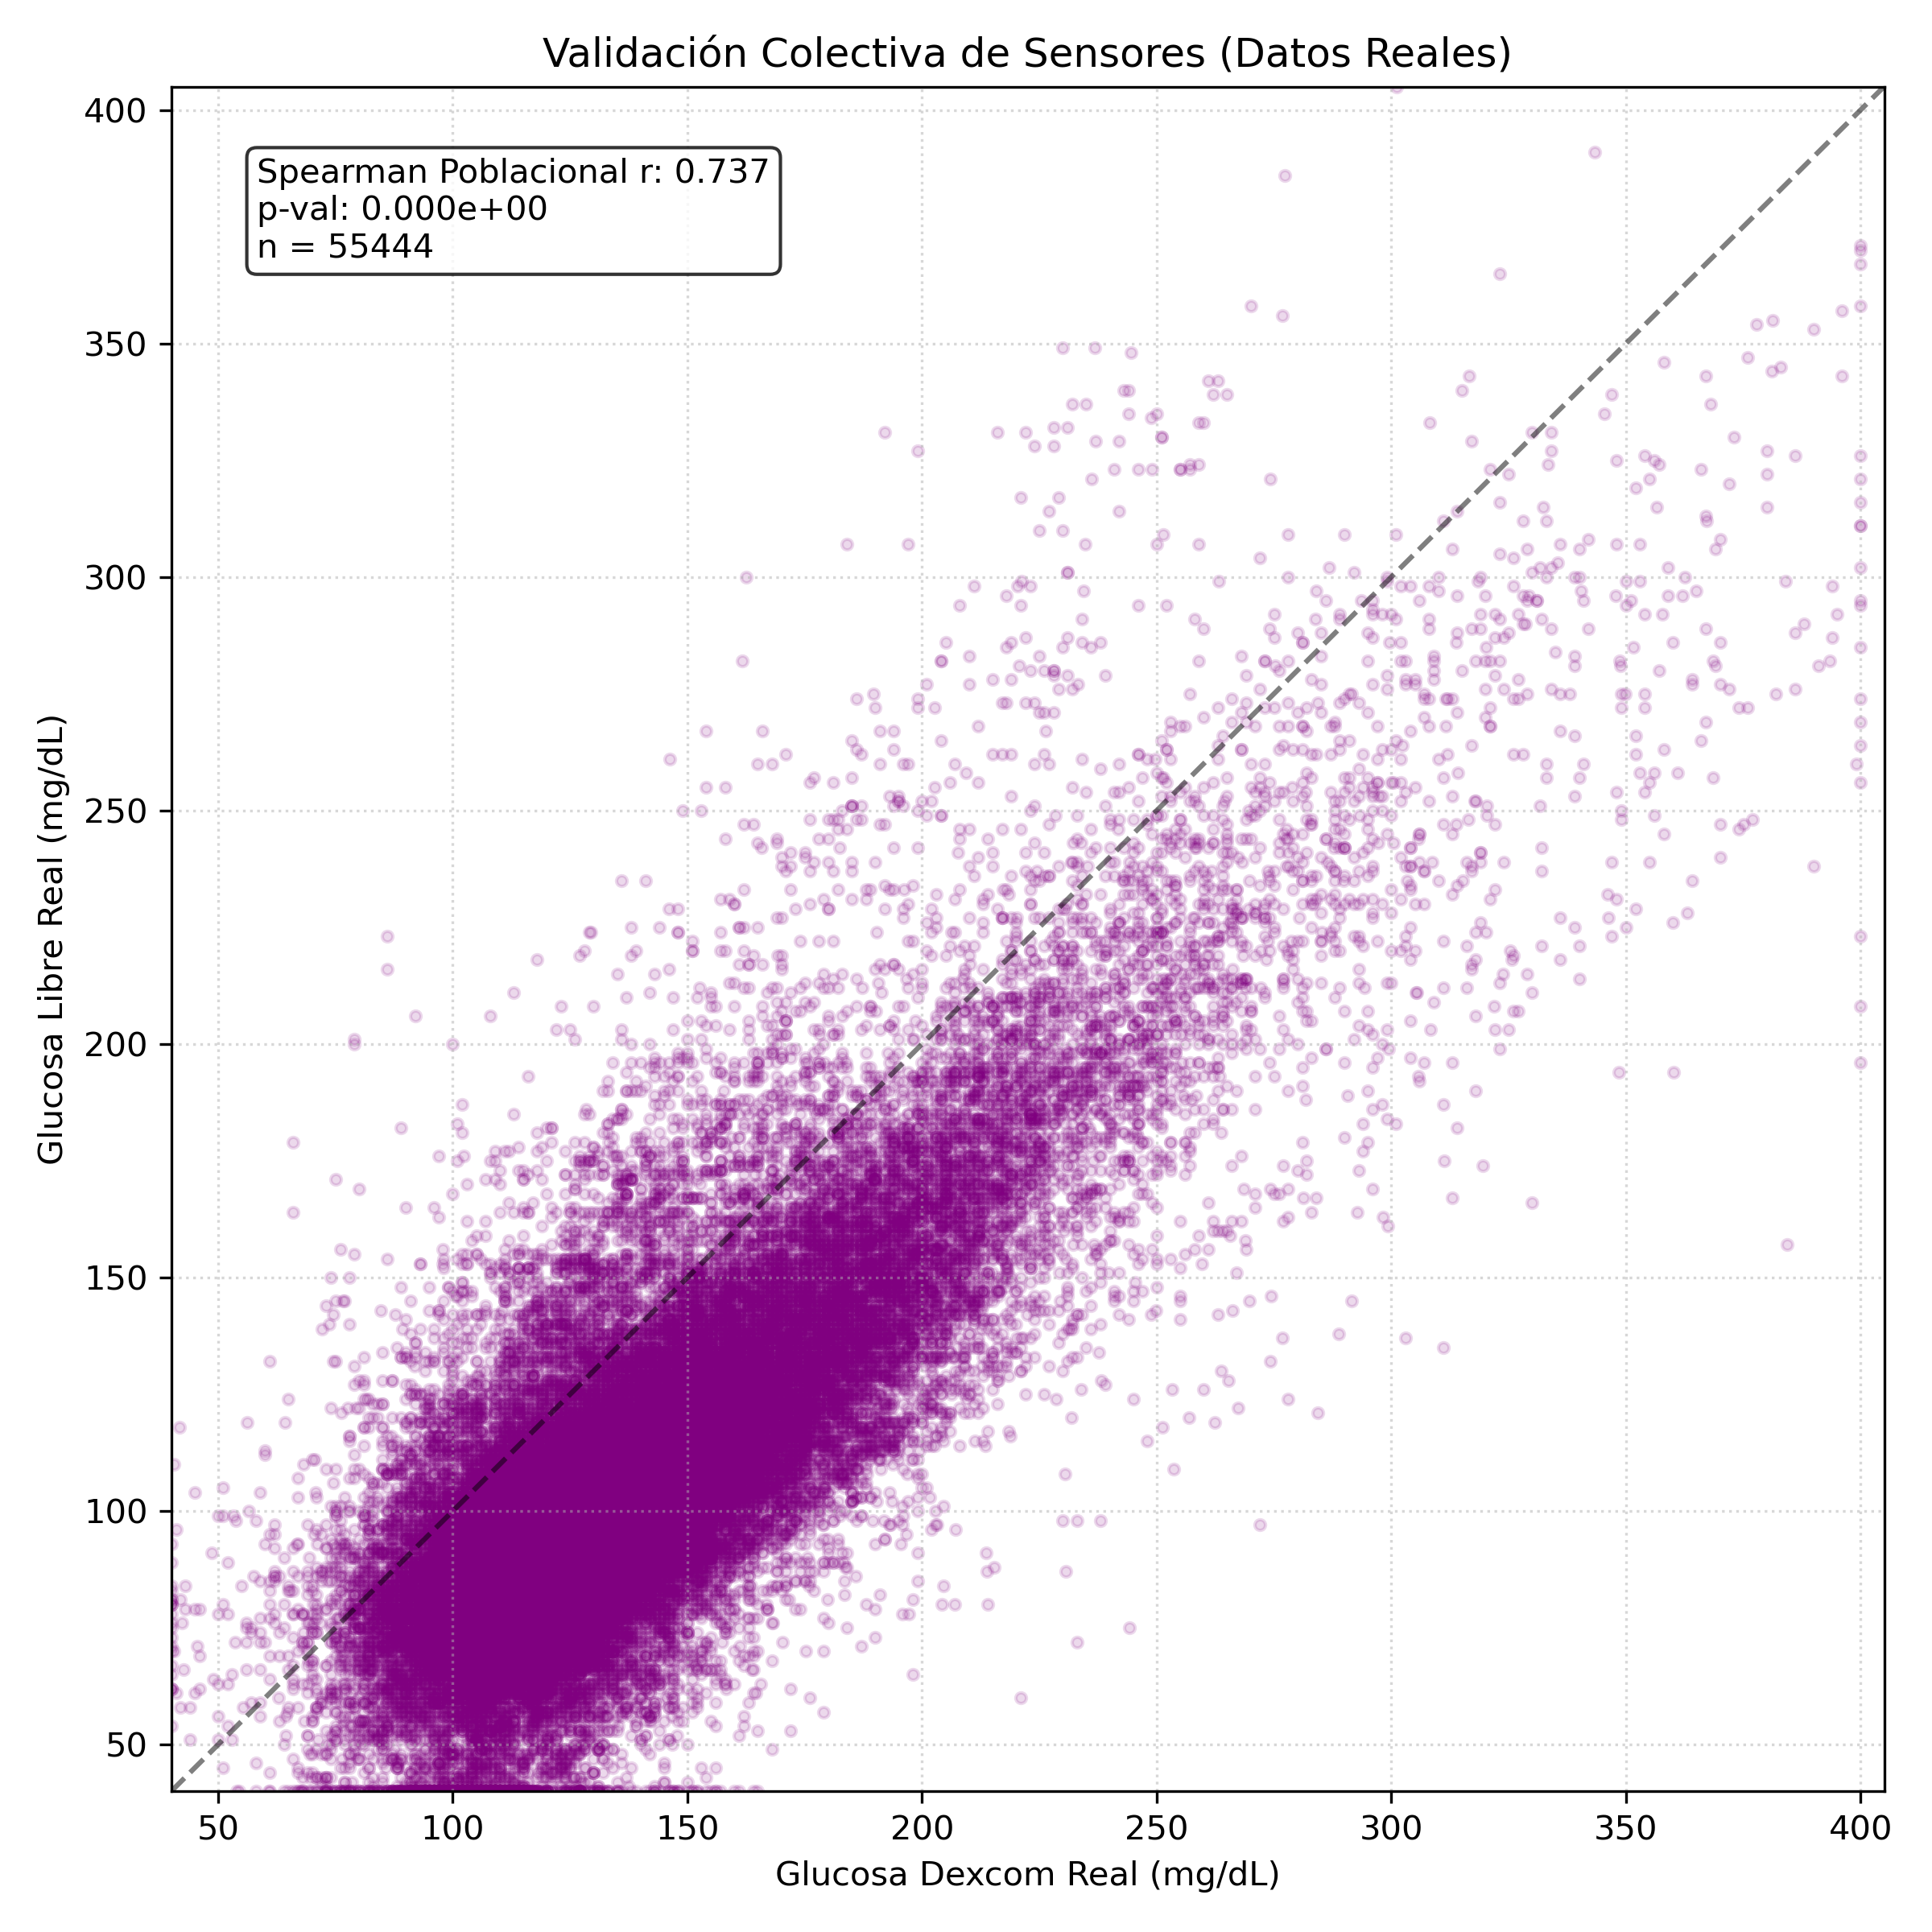 Validación Colectiva de Sensores (Datos Reales)
Spearman Poblacional r: 0.737
p-val: 0.000e+00
n = 55444
400
350
300
250
200
150
100
50
Glucosa Libre Real (mg/dL)
50 100 150 200 250 300 350 400
Glucosa Dexcom Real (mg/dL)